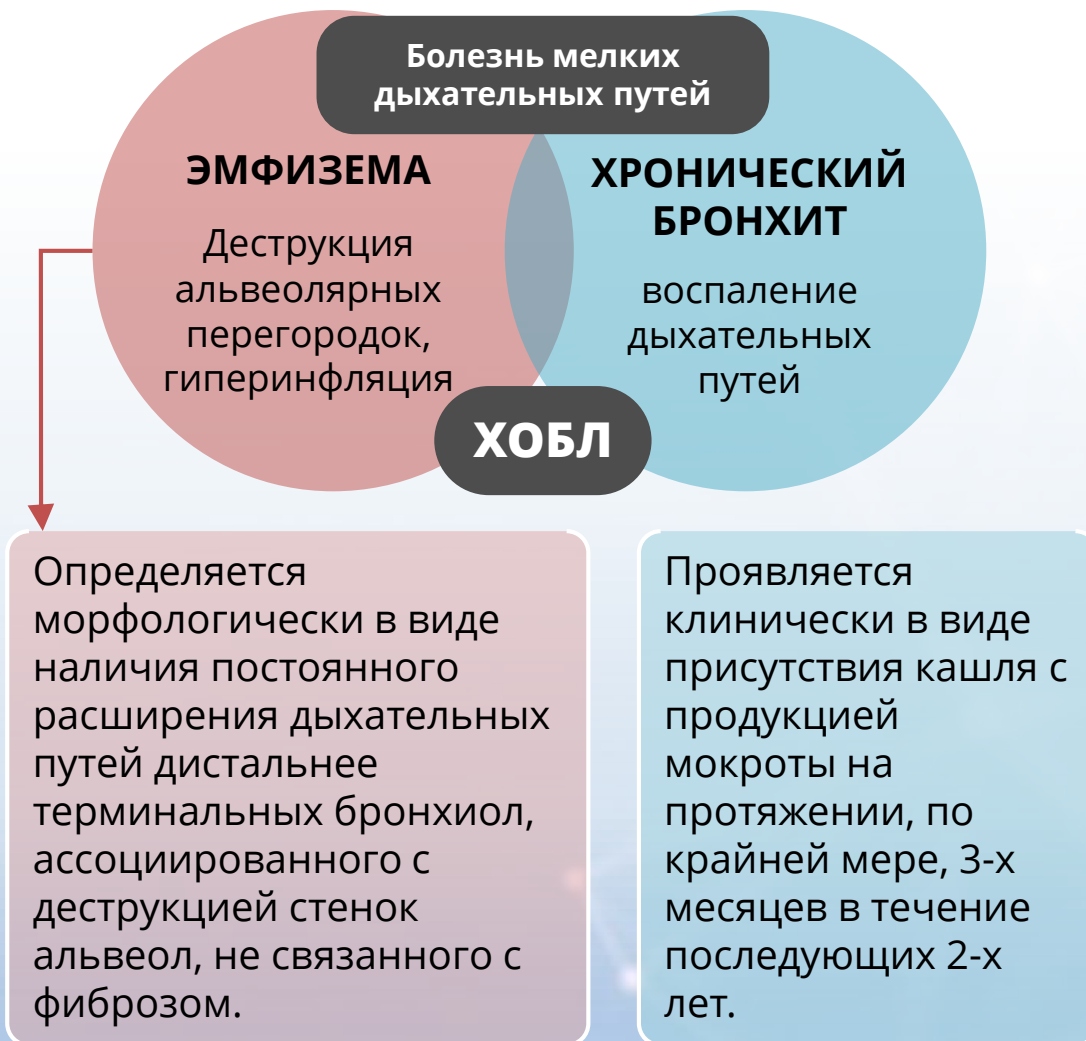 Болезнь мелких
дыхательных путей
ЭМФИЗЕМА
Деструкция
альвеолярных
перегородок,
гиперинфляция
ХРОНИЧЕСКИЙ
БРОНХИТ
воспаление
дыхательных
путей
ХОБЛ
Определяется
морфологически в виде
наличия постоянного
расширения дыхательных
путей дистальнее
терминальных бронхиол,
ассоциированного с
деструкцией стенок
альвеол, не связанного с
фиброзом.
Проявляется
клинически в виде
присутствия кашля с
продукцией
мокроты на
протяжении, по
крайней мере, 3-х
месяцев в течение
последующих 2-х
лет.